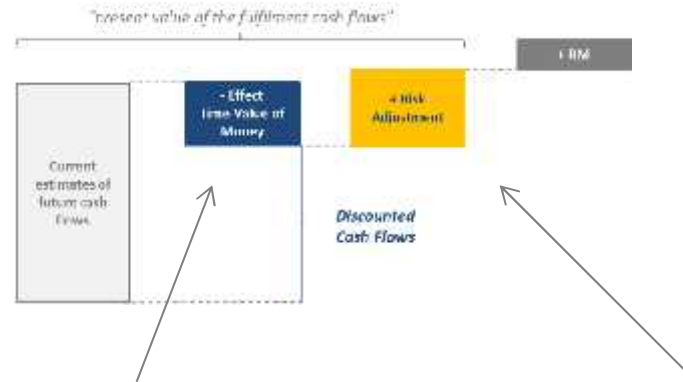 "present value of the fulfilment cash flows"
+ RM
- Effect
Time Value of
Money
+ Risk
Adjustment
Current
estimates of
future cash
flows
Discounted
Cash Flows